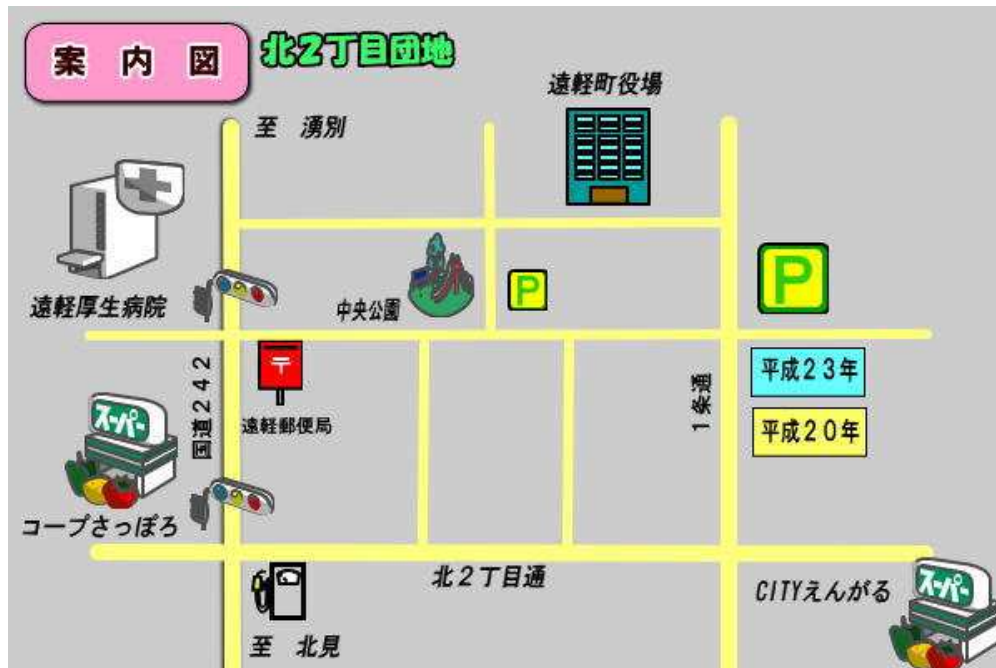 案内図
北2丁目団地
遠軽町役場
至 湧別
遠軽厚生病院
中央公園
P
P
国道242
〒
遠軽郵便局
1条通
平成23年
平成20年
スーパー
コープさっぽろ
北2丁目通
CITYえんがる
スーパー
至 北見